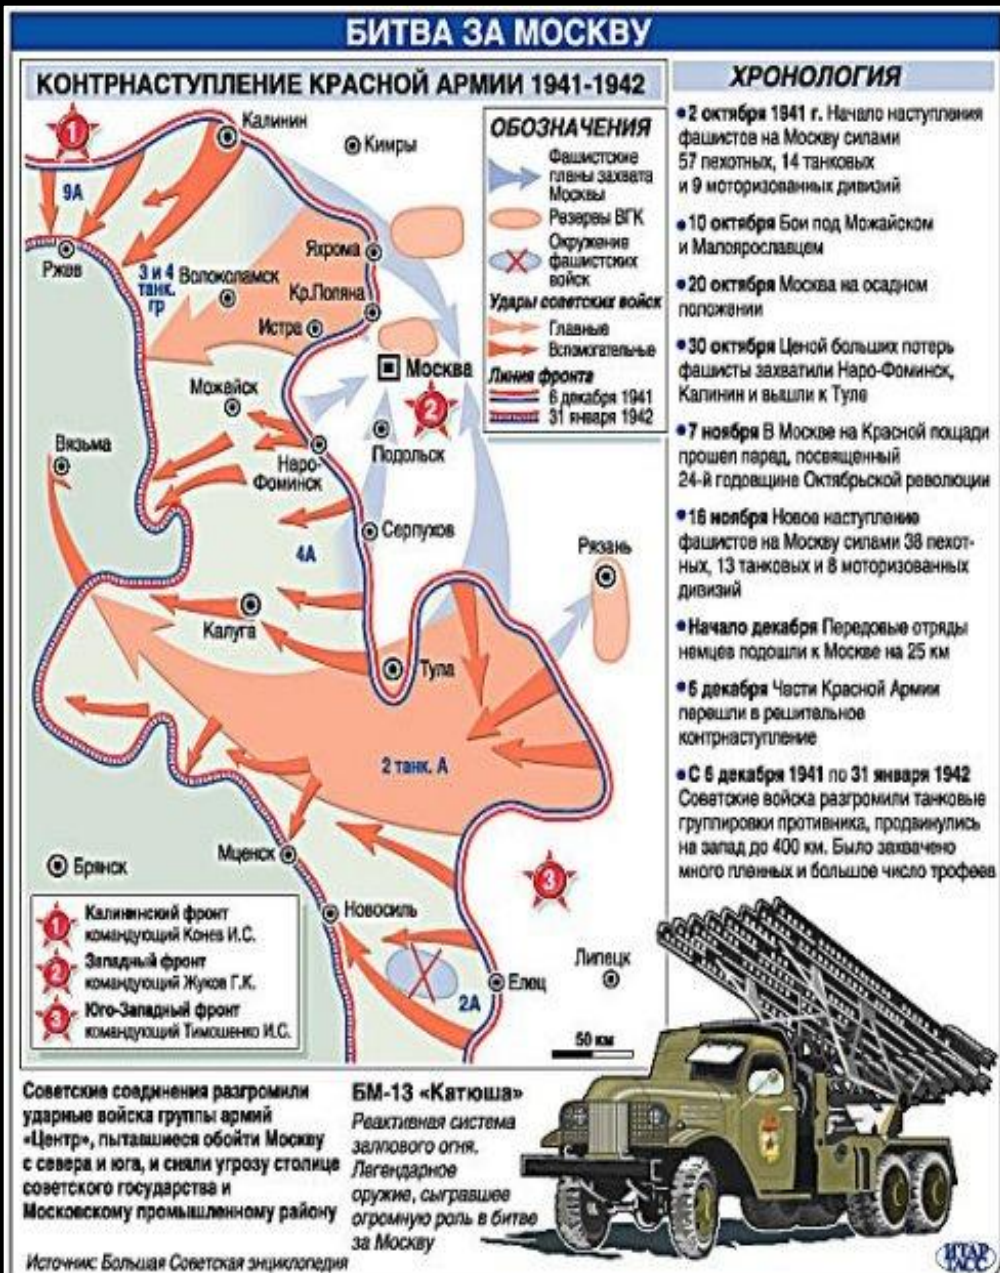 БИТВА ЗА МОСКВУ
КОНТРНАСТУПЛЕНИЕ КРАСНОЙ АРМИИ 1941-1942
1
Калинин
Кимры
9А
Ржев
3 и 4
танк.
гр
Волоколамск
Яхрома
Кр.Поляна
Истра
Москва
2
Можайск
Вязьма
Наро-
Фоминск
Подольск
4А
Серпухов
Рязань
Калуга
Тула
2 танк. А
Мценск
Брянск
3
Новосиль
Липецк
Елец
2А
50 км
ОБОЗНАЧЕНИЯ
Фашистские
планы захвата
Москвы
Резервы ВГК
Окружение
фашистских
войск
Удары советских войск
Главные
Вспомогательные
Линия фронта
6 декабря 1941
31 января 1942
1 Калининский фронт
командующий Конев И.С.
2 Западный фронт
командующий Жуков Г.К.
3 Юго-Западный фронт
командующий Тимошенко И.С.
ХРОНОЛОГИЯ
•2 октября 1941 г. Начало наступления
фашистов на Москву силами
57 пехотных, 14 танковых
и 9 моторизованных дивизий
•10 октября Бои под Можайском
и Малоярославцем
•20 октября Москва на осадном
положении
•30 октября Ценой больших потерь
фашисты захватили Наро-Фоминск,
Калинин и вышли к Туле
•7 ноября В Москве на Красной пощади
прошел парад, посвященный
24-й годовщине Октябрьской революции
•16 ноября Новое наступление
фашистов на Москву силами 38 пехот-
ных, 13 танковых и 8 моторизованных
дивизий
•Начало декабря Передовые отряды
немцев подошли к Москве на 25 км
•6 декабря Части Красной Армии
перешли в решительное
контрнаступление
•С 6 декабря 1941 по 31 января 1942
Советские войска разгромили танковые
группировки противника, продвинулись
на запад до 400 км. Было захвачено
много пленных и большое число трофеев
Советские соединения разгромили
ударные войска группы армий
«Центр», пытавшиеся обойти Москву
с севера и юга, и сняли угрозу столице
советского государства и
Московскому промышленному району
Источник: Большая Советская энциклопедия
БМ-13 «Катюша»
Реактивная система
залпового огня.
Легендарное
оружие, сыгравшее
огромную роль в битве
за Москву
ИТАР
ТАСС